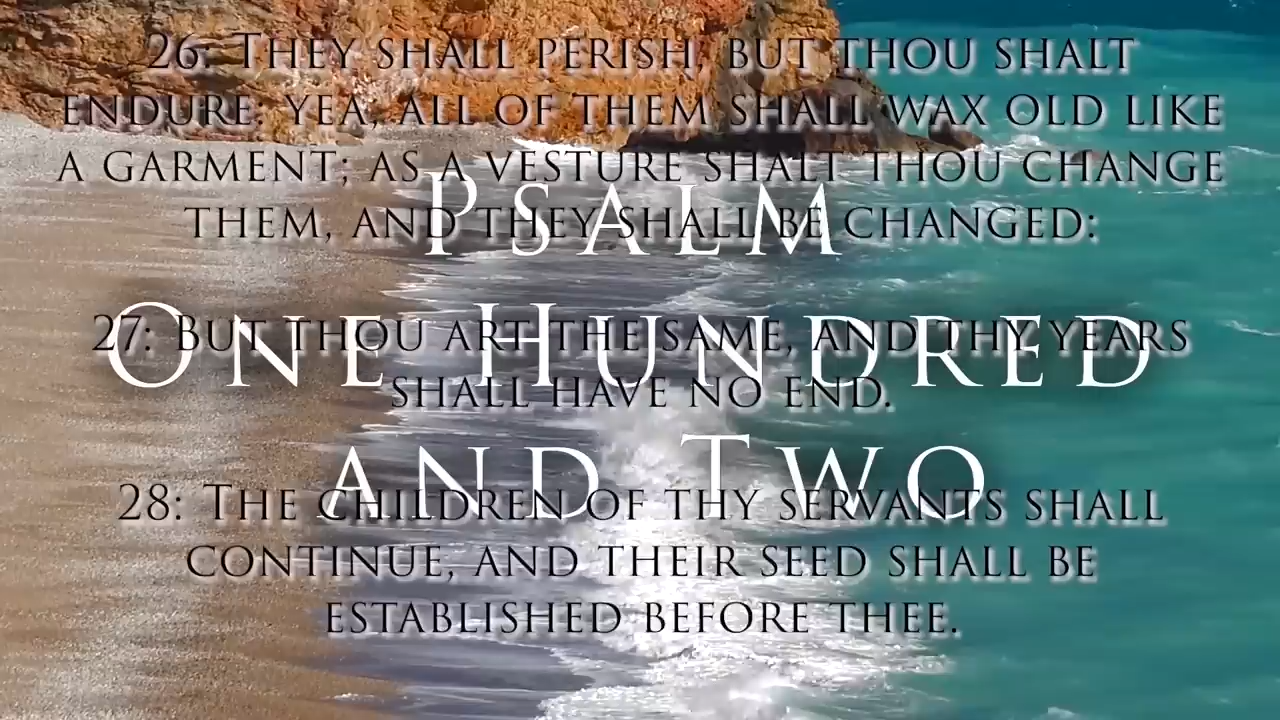 26: They shall perish, but thou shalt
endure: yea, all of them shall wax old like
a garment; as a vesture shalt thou change
them, and they shall be changed:
Psalm
One Hundred
and Two
27: But thou art the same, and thy years
shall have no end.
28: The children of thy servants shall
continue, and their seed shall be
established before thee.